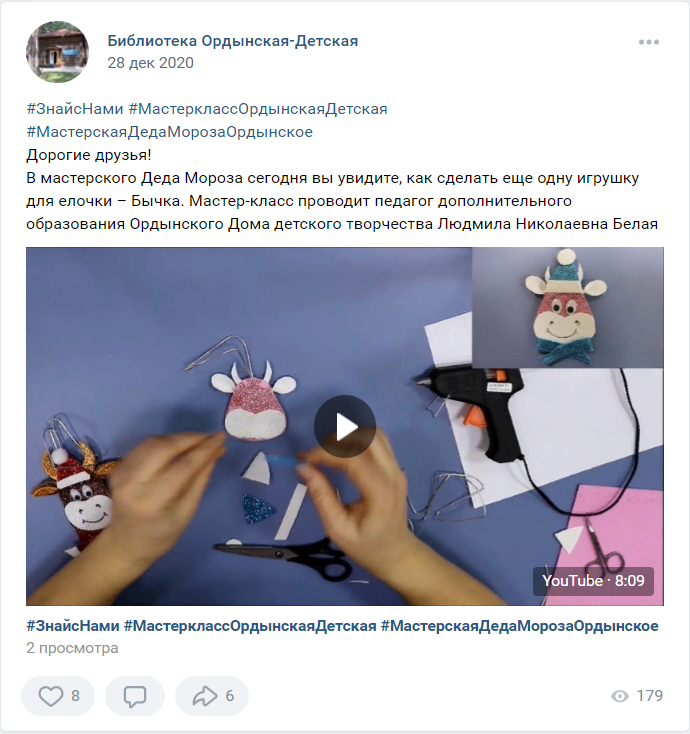 Библиотека Ордынская-Детская
28 дек 2020
#ЗнайсНами #МастерклассОрдынскаяДетская
#МастерскаяДедаМорозаОрдынское
Дорогие друзья!
В мастерского Деда Мороза сегодня вы увидите, как сделать еще одну игрушку
для елочки – Бычка. Мастер-класс проводит педагог дополнительного
образования Ордынского Дома детского творчества Людмила Николаевна Белая
YouTube · 8:09
#ЗнайсНами #МастерклассОрдынскаяДетская #МастерскаяДедаМорозаОрдынское
2 просмотра
8 6 179